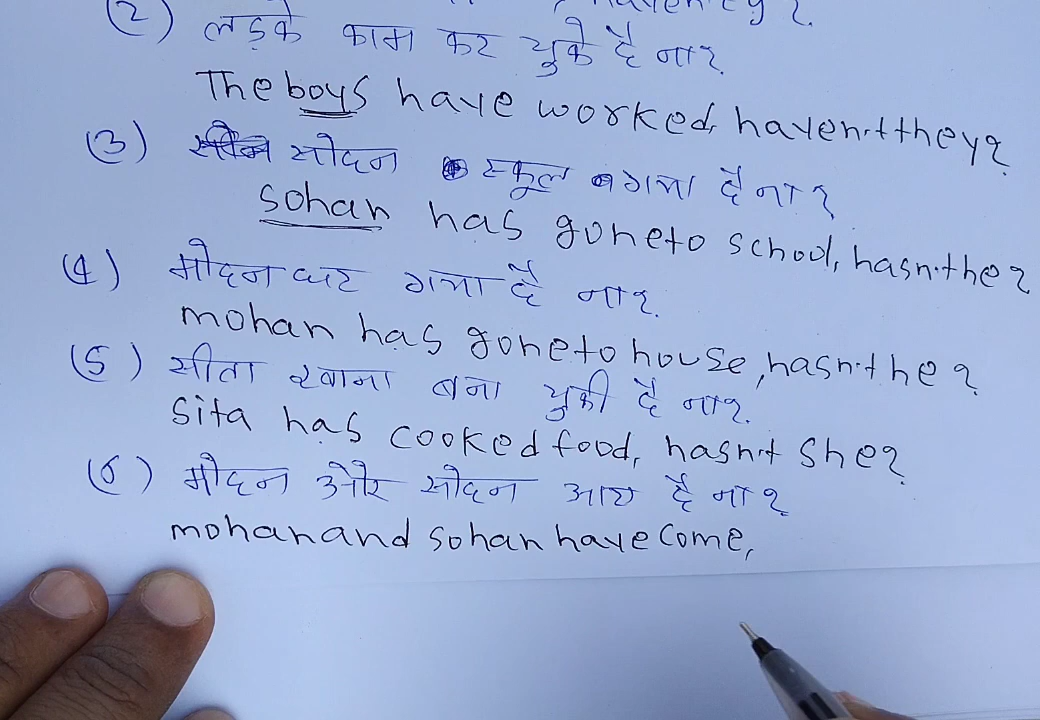 (2) लड़के काम कर चुके है ना?
The boys have worked, haven't they?
(3) सोहन स्कूल गया है ना?
sohan has gone to school, hasn't he?
(4) मोहन घर गया है ना?
mohan has gone to house, hasn't he?
(5) सीता खाना बना चुकी है ना?
Sita has cooked food, hasn't she?
(6) मोहन और सोहन आए है ना?
mohan and sohan have come,